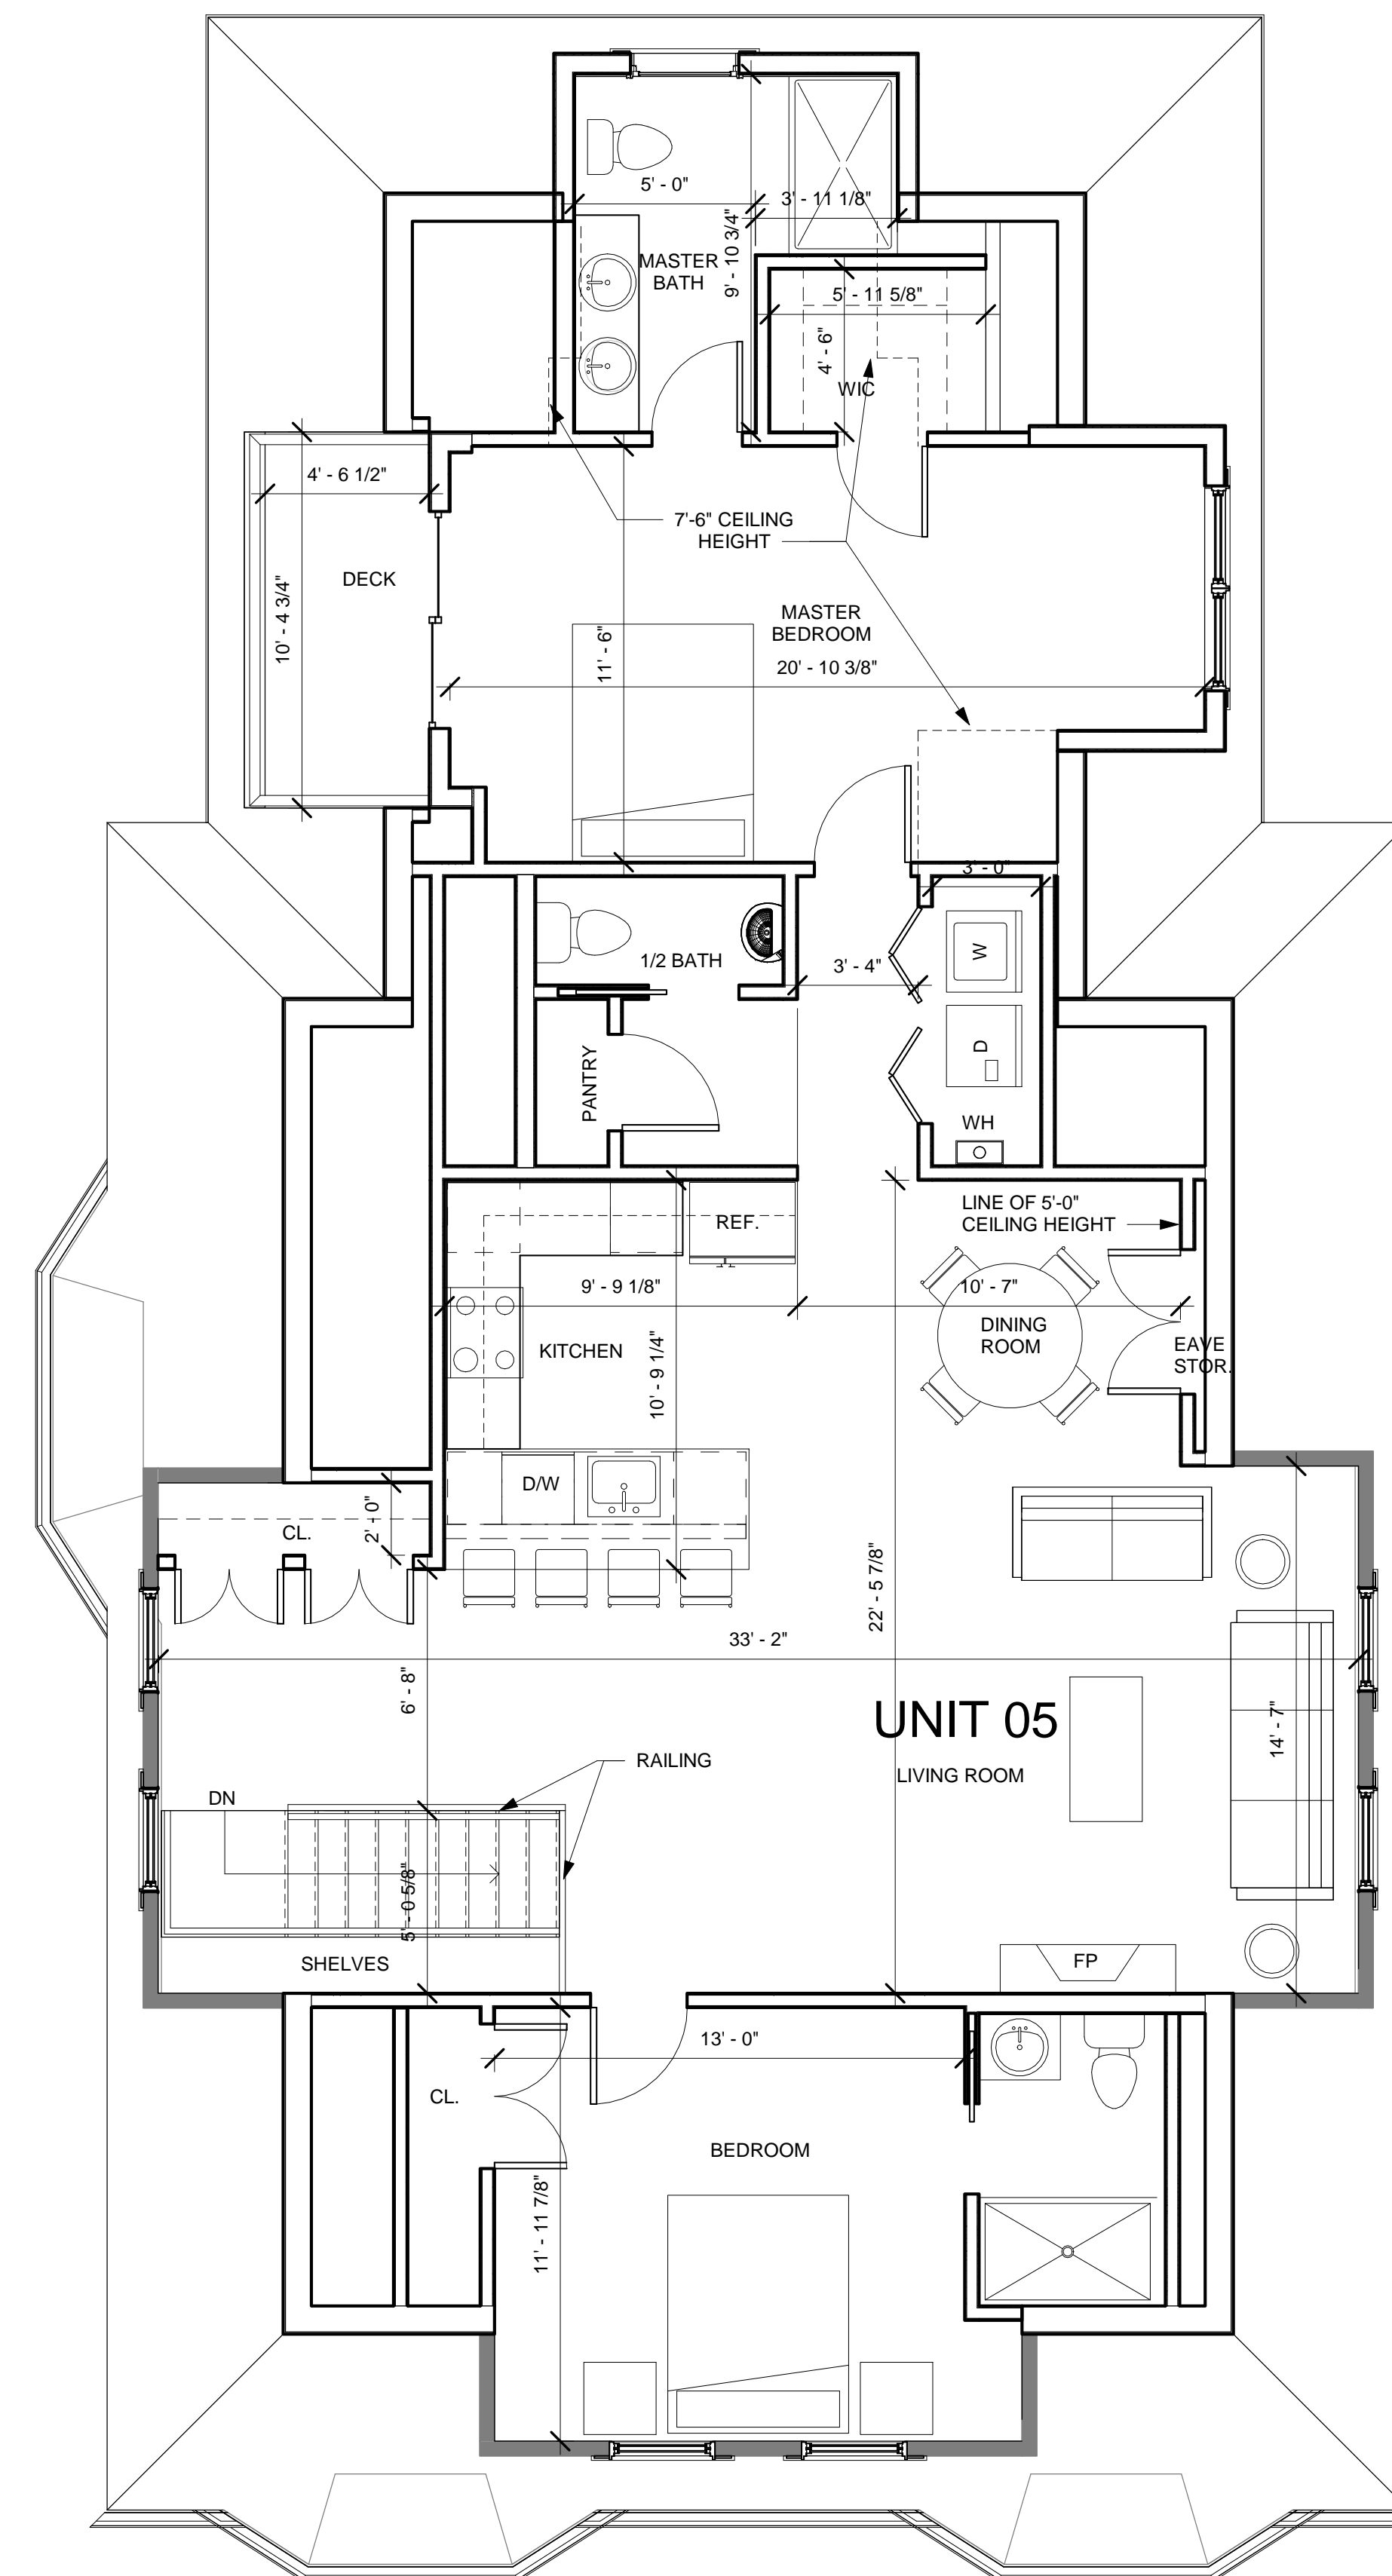 5' - 0"
3' - 11 1/8"
9' - 10 3/4"
MASTER
BATH
5' - 11 5/8"
4' - 6"
WIC
4' - 6 1/2"
7'-6" CEILING
HEIGHT
DECK
10' - 4 3/4"
MASTER
BEDROOM
11' - 6"
20' - 10 3/8"
3' - 0"
W
1/2 BATH
3' - 4"
D
PANTRY
WH
LINE OF 5'-0"
CEILING HEIGHT
REF.
9' - 9 1/8"
10' - 7"
DINING
ROOM
KITCHEN
10' - 9 1/4"
EAVE
STOR.
D/W
CL.
2' - 0"
22' - 5 7/8"
33' - 2"
6' - 8"
UNIT 05
14' - 7"
RAILING
LIVING ROOM
DN
5' - 0 5/8"
SHELVES
FP
13' - 0"
CL.
BEDROOM
11' - 11 7/8"